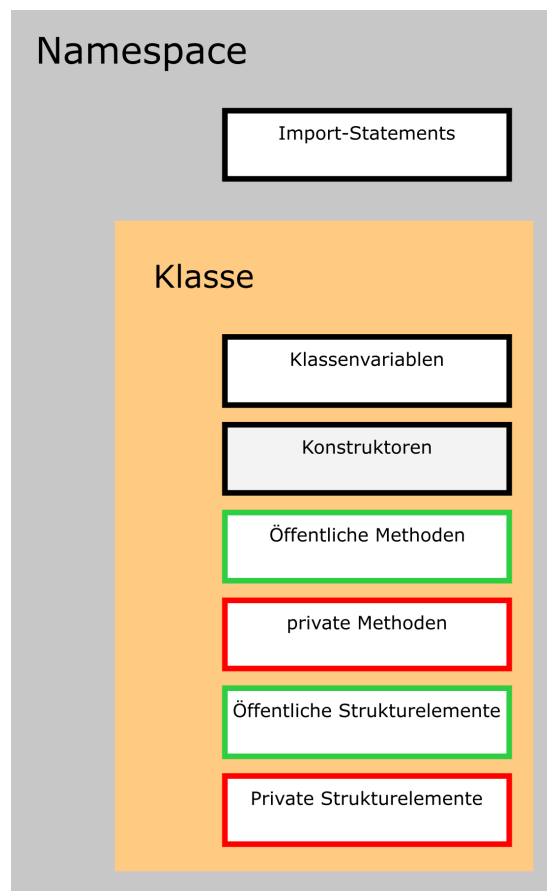 Namespace
Import-Statements
Klasse
Klassenvariablen
Konstruktoren
Öffentliche Methoden
private Methoden
Öffentliche Strukturelemente
Private Strukturelemente